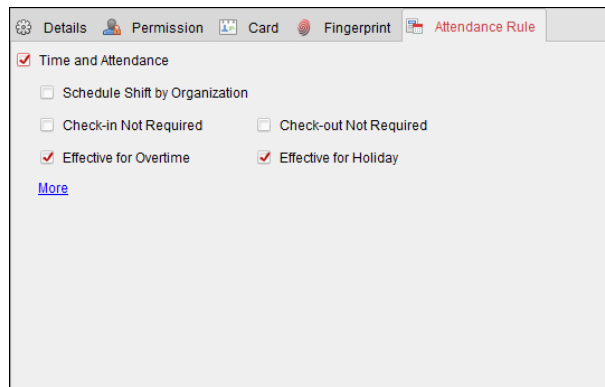 Details Permission Card Fingerprint Attendance Rule
Time and Attendance
Schedule Shift by Organization
Check-in Not Required Check-out Not Required
Effective for Overtime Effective for Holiday
More